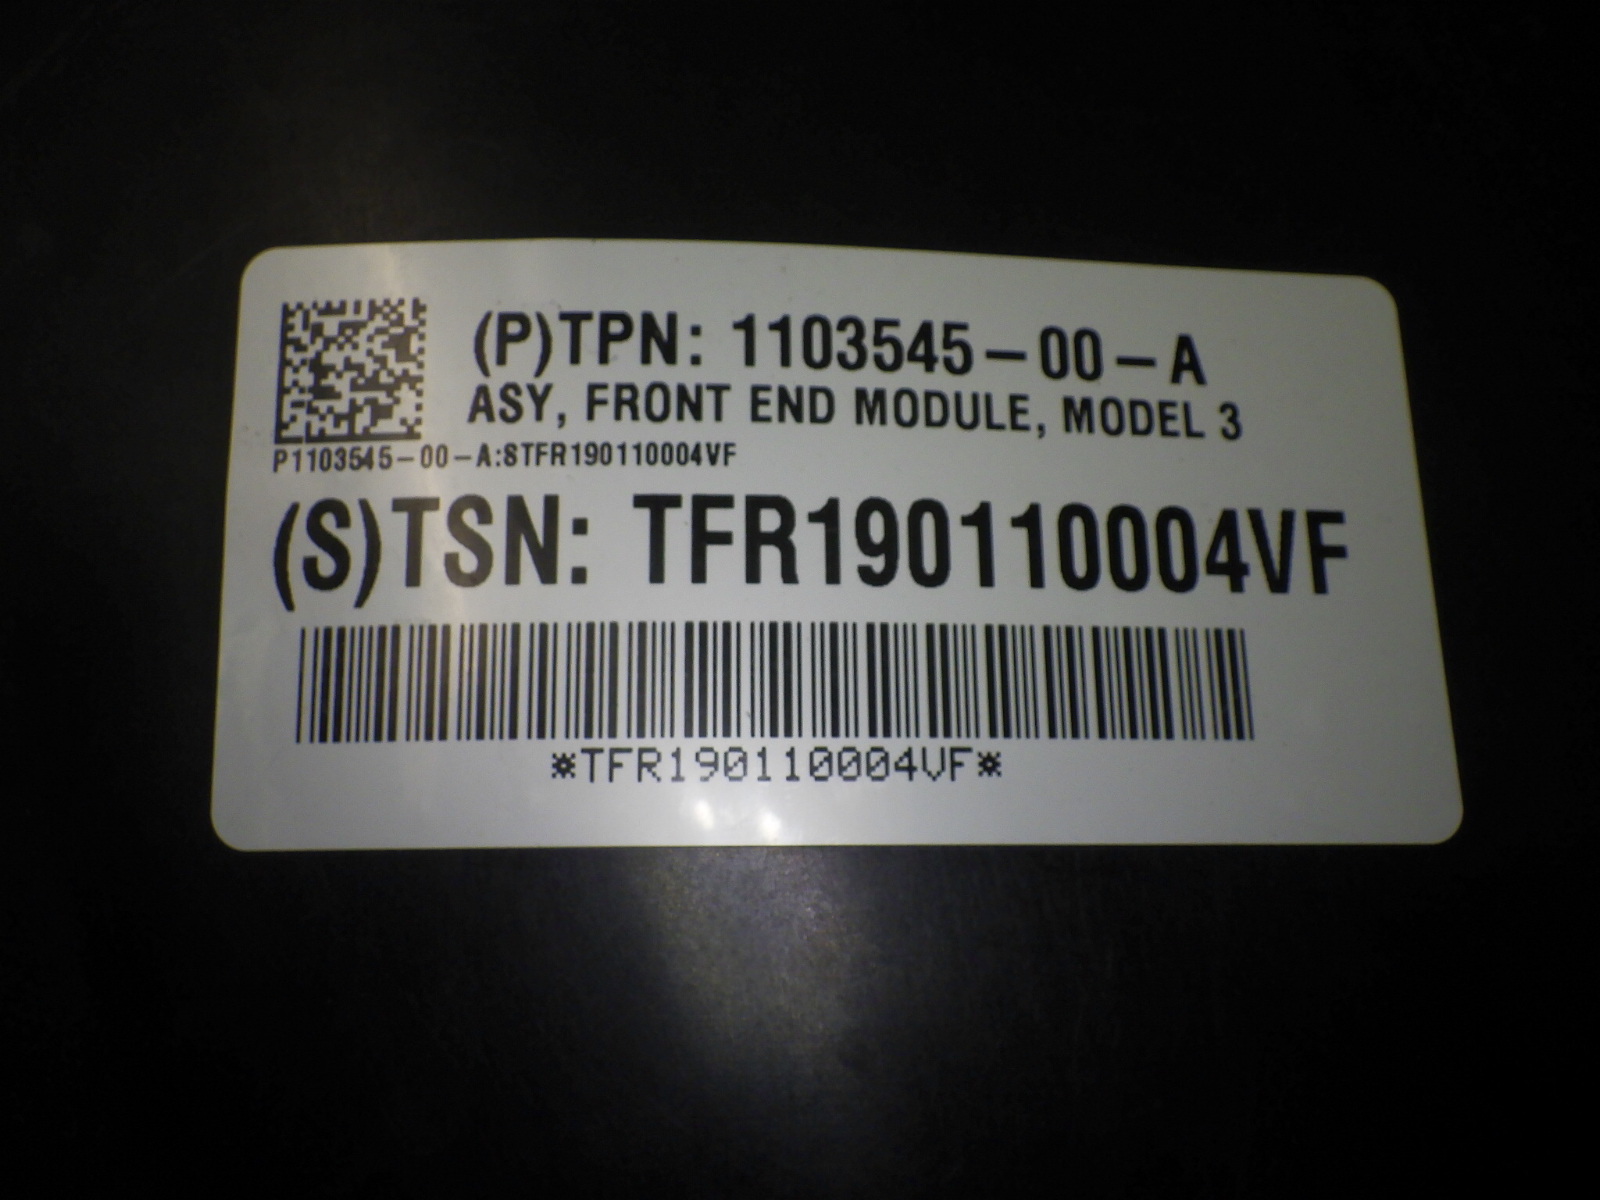 (P)TPN: 1103545-00-A
ASY, FRONT END MODULE, MODEL 3
P1103545-00-A:STFR190110004VF
(S)TSN: TFR190110004VF
*TFR190110004VF*